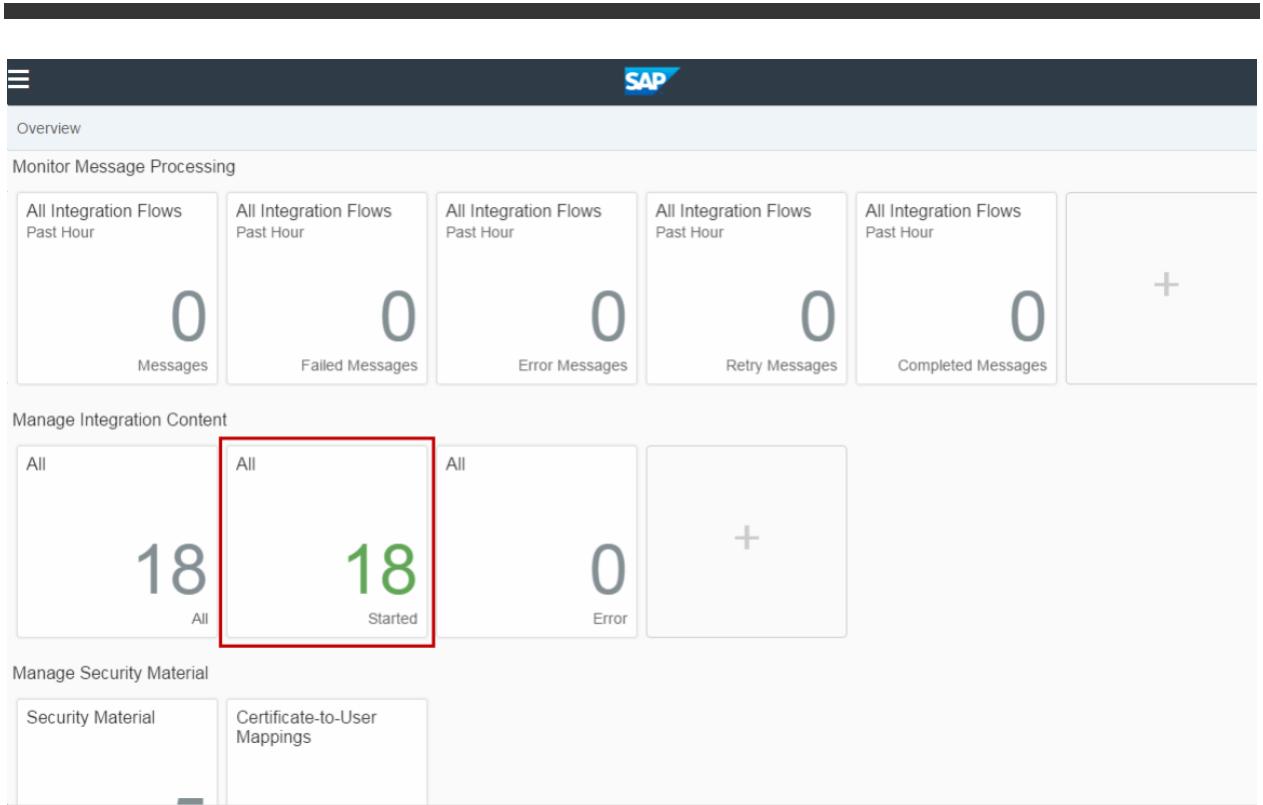 SAP
Overview
Monitor Message Processing
All Integration Flows
Past Hour
0
Messages
All Integration Flows
Past Hour
0
Failed Messages
All Integration Flows
Past Hour
0
Error Messages
All Integration Flows
Past Hour
0
Retry Messages
All Integration Flows
Past Hour
0
Completed Messages
+
Manage Integration Content
All
18
All
All
18
Started
All
0
Error
+
Manage Security Material
Security Material
Certificate-to-User
Mappings